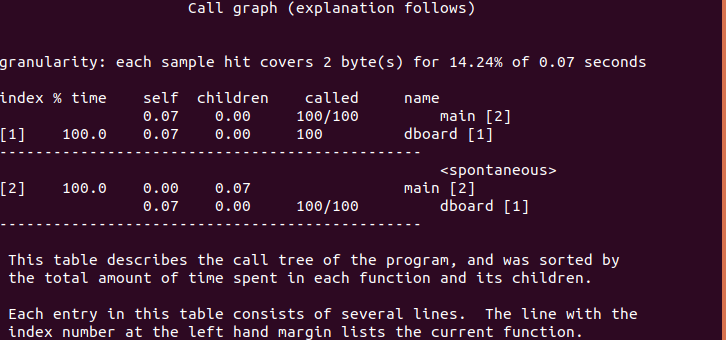 Call graph (explanation follows)
granularity: each sample hit covers 2 byte(s) for 14.24% of 0.07 seconds
index % time    self  children    called     name
                0.07    0.00     100/100         main [2]
[1]    100.0    0.07    0.00     100         dboard [1]
-----------------------------------------------
                                                 <spontaneous>
[2]    100.0    0.00    0.07                 main [2]
                0.07    0.00     100/100         dboard [1]
-----------------------------------------------
This table describes the call tree of the program, and was sorted by
the total amount of time spent in each function and its children.
Each entry in this table consists of several lines.  The line with the
index number at the left hand margin lists the current function.